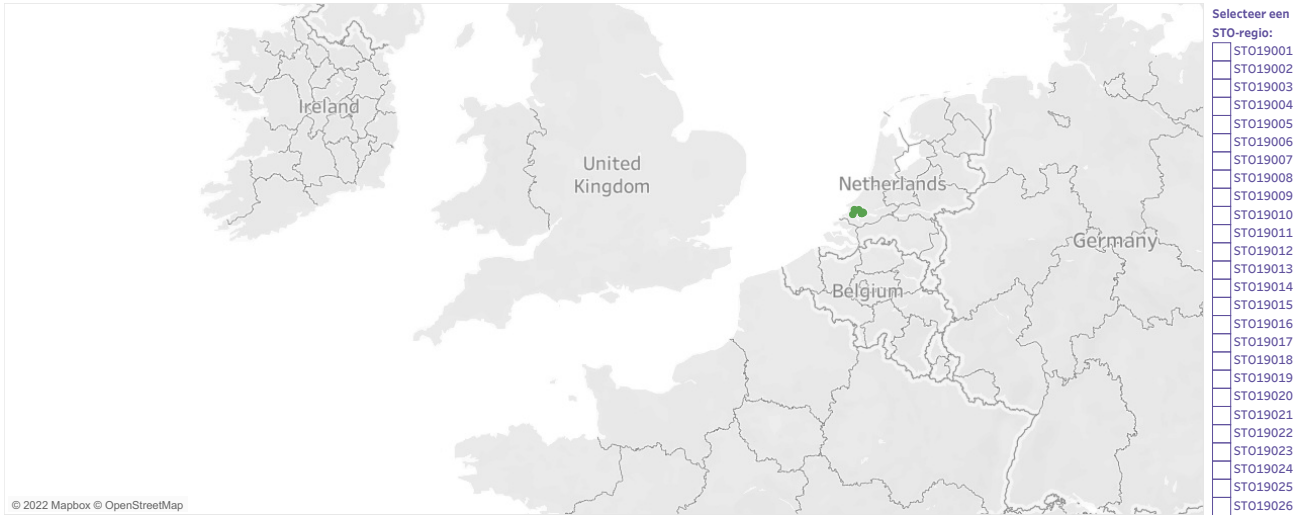 Ireland
United
Kingdom
Netherlands
Germany
Belgium
© 2022 Mapbox © OpenStreetMap
Selecteer een
STO-regio:
STO19001
STO19002
STO19003
STO19004
STO19005
STO19006
STO19007
STO19008
STO19009
STO19010
STO19011
STO19012
STO19013
STO19014
STO19015
STO19016
STO19017
STO19018
STO19019
STO19020
STO19021
STO19022
STO19023
STO19024
STO19025
STO19026